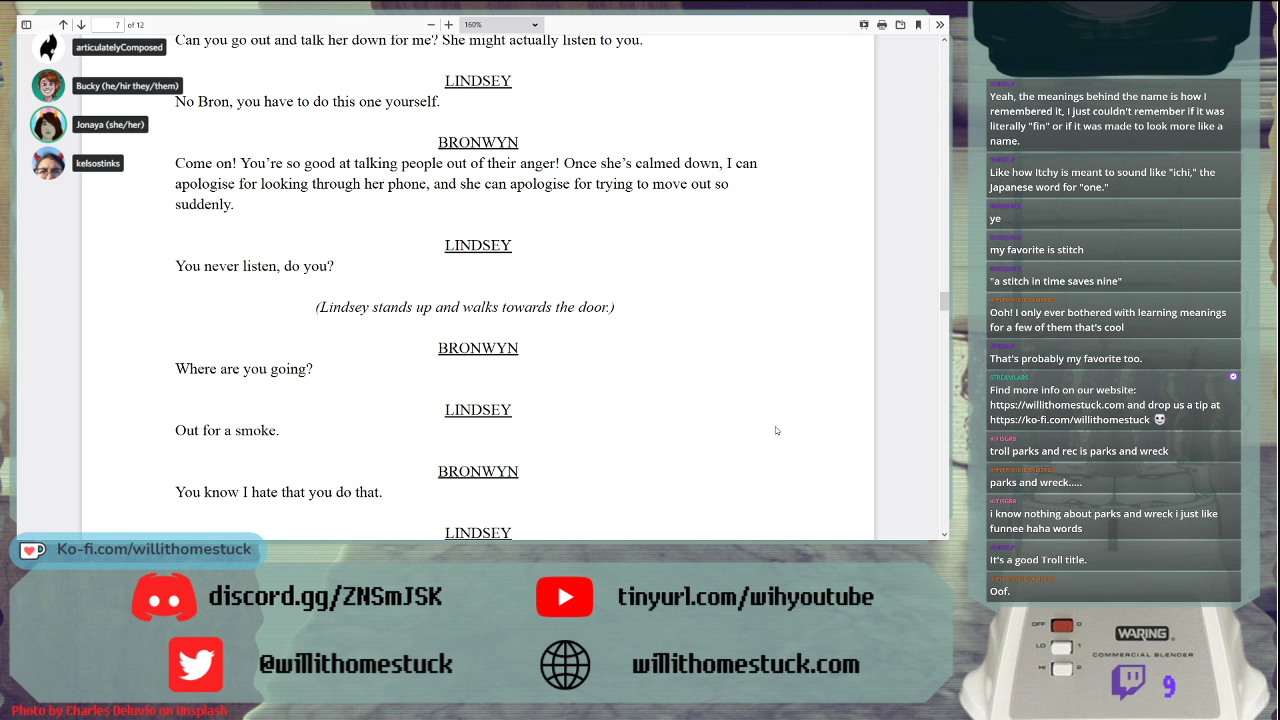 7 of 12
160%
articulatelyComposed
Can you go out and talk her down for me? She might actually listen to you.
LINDSEY
Bucky (he/hir they/them)
No Bron, you have to do this one yourself.
Jonaya (she/her)
BRONWYN
kelsostinks
Come on! You’re so good at talking people out of their anger! Once she’s calmed down, I can
apologise for looking through her phone, and she can apologise for trying to move out so
suddenly.
LINDSEY
You never listen, do you?
(Lindsey stands up and walks towards the door.)
BRONWYN
Where are you going?
LINDSEY
Out for a smoke.
BRONWYN
You know I hate that you do that.
LINDSEY
Ko-fi.com/willithomestuck
discord.gg/ZNSmJSK
tinyurl.com/wihyoutube
@willithomestuck
willithomestuck.com
Photo by Charles Deluvio on Unsplash
Yeah, the meanings behind the name is how I
remembered it, I just couldn't remember if it was
literally "fin" or if it was made to look more like a
name.
Like how Itchy is meant to sound like "ichi," the
Japanese word for "one."
ye
my favorite is stitch
"a stitch in time saves nine"
Ooh! I only ever bothered with learning meanings
for a few of them that's cool
That's probably my favorite too.
STREAMLABS
Find more info on our website:
https://willithomestuck.com and drop us a tip at
https://ko-fi.com/willithomestuck
KITISGR8
troll parks and rec is parks and wreck
parks and wreck.....
KITISGR8
i know nothing about parks and wreck i just like
funnee haha words
It's a good Troll title.
Oof.
OFF 0
LO 1
HI 2
WARING
COMMERCIAL BLENDER
9